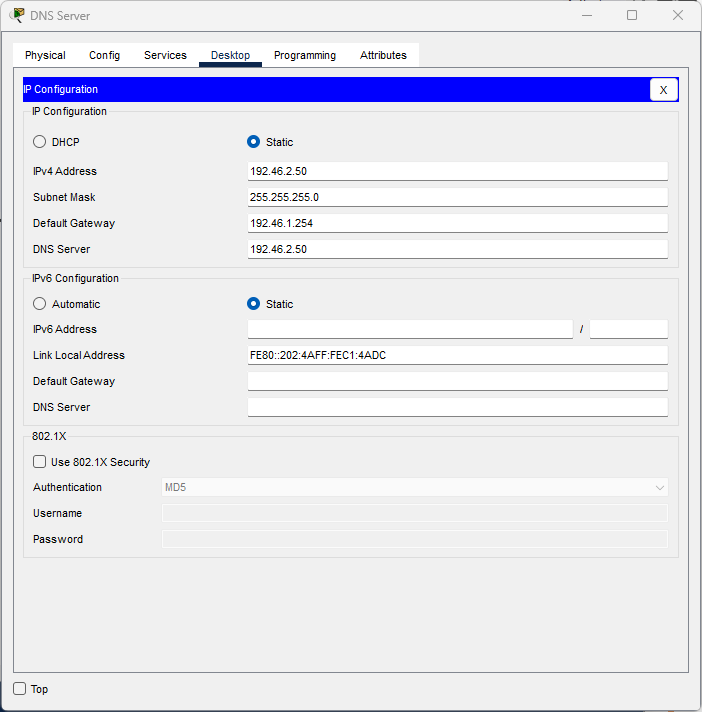 DNS Server
Physical Config Services Desktop Programming Attributes
IP Configuration X
IP Configuration
DHCP Static
IPv4 Address 192.46.2.50
Subnet Mask 255.255.255.0
Default Gateway 192.46.1.254
DNS Server 192.46.2.50
IPv6 Configuration
Automatic Static
IPv6 Address /
Link Local Address FE80::202:4AFF:FEC1:4ADC
Default Gateway
DNS Server
802.1X
Use 802.1X Security
Authentication MD5
Username
Password
Top